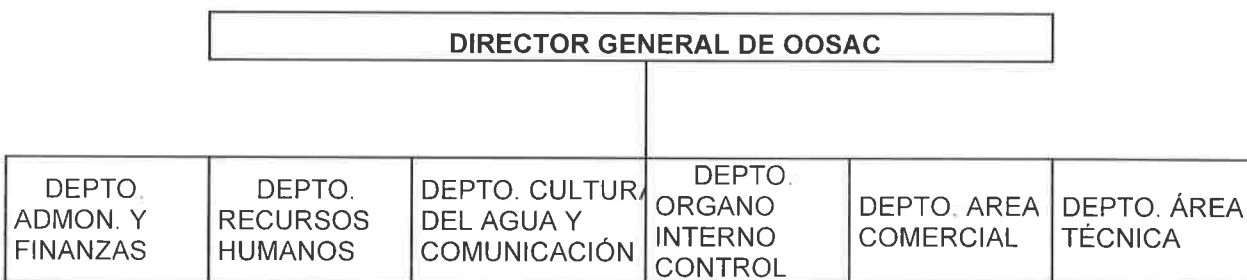 DIRECTOR GENERAL DE OOSAC
DEPTO.
ADMON. Y
FINANZAS
DEPTO.
RECURSOS
HUMANOS
DEPTO. CULTURA
DEL AGUA Y
COMUNICACIÓN
DEPTO.
ORGANO
INTERNO
CONTROL
DEPTO. AREA
COMERCIAL
DEPTO. ÁREA
TÉCNICA